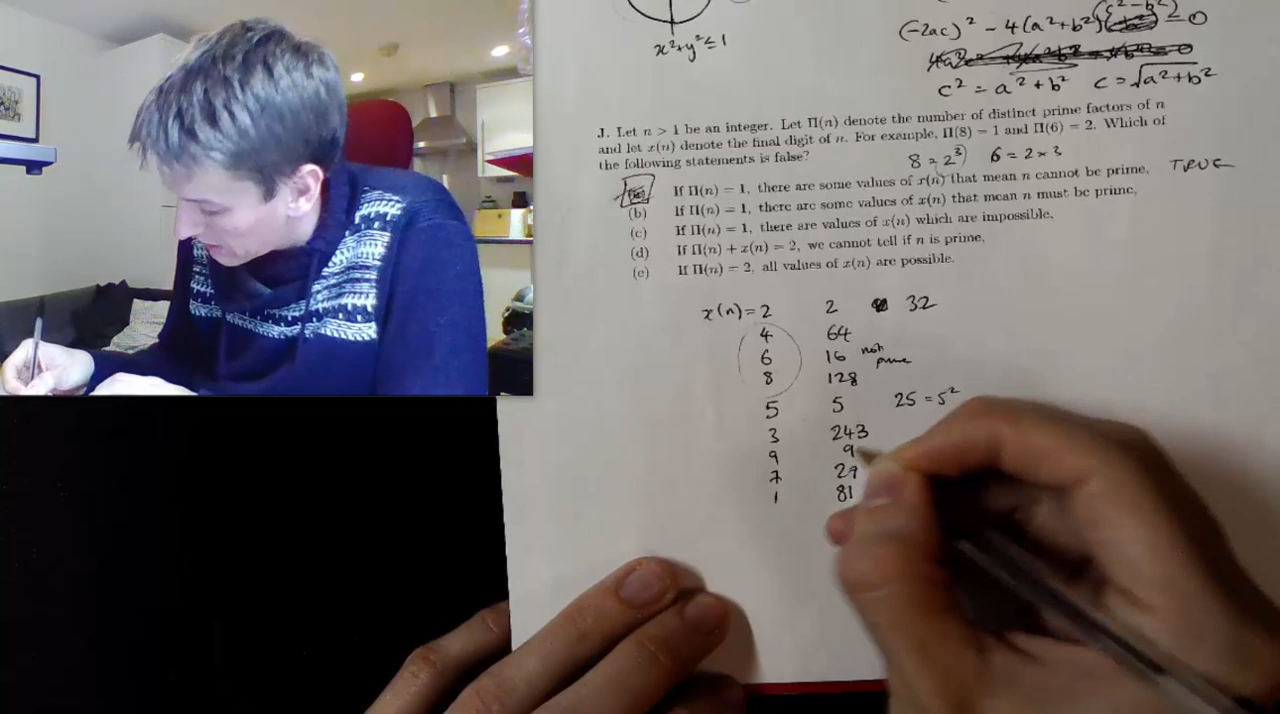 x²+y²≤1
(-2ac)² - 4(a²+b²)(c²-b²) ≥ 0
c² = a²+b² c = √a²+b²
J. Let n > 1 be an integer. Let Π(n) denote the number of distinct prime factors of n
and let x(n) denote the final digit of n. For example, Π(8) = 1 and Π(6) = 2. Which of
the following statements is false?
8 = 2³ 6 = 2×3
If Π(n) = 1, there are some values of x(n) that mean n cannot be prime, TRUE
(b) If Π(n) = 1, there are some values of x(n) that mean n must be prime,
(c) If Π(n) = 1, there are values of x(n) which are impossible.
(d) If Π(n) + x(n) = 2, we cannot tell if n is prime,
(e) If Π(n) = 2, all values of x(n) are possible.
x(n)=2 2 32
4 64
6 16 not prime
8 128
5 5 25 = 5²
3 243
9 9
7 27
1 81